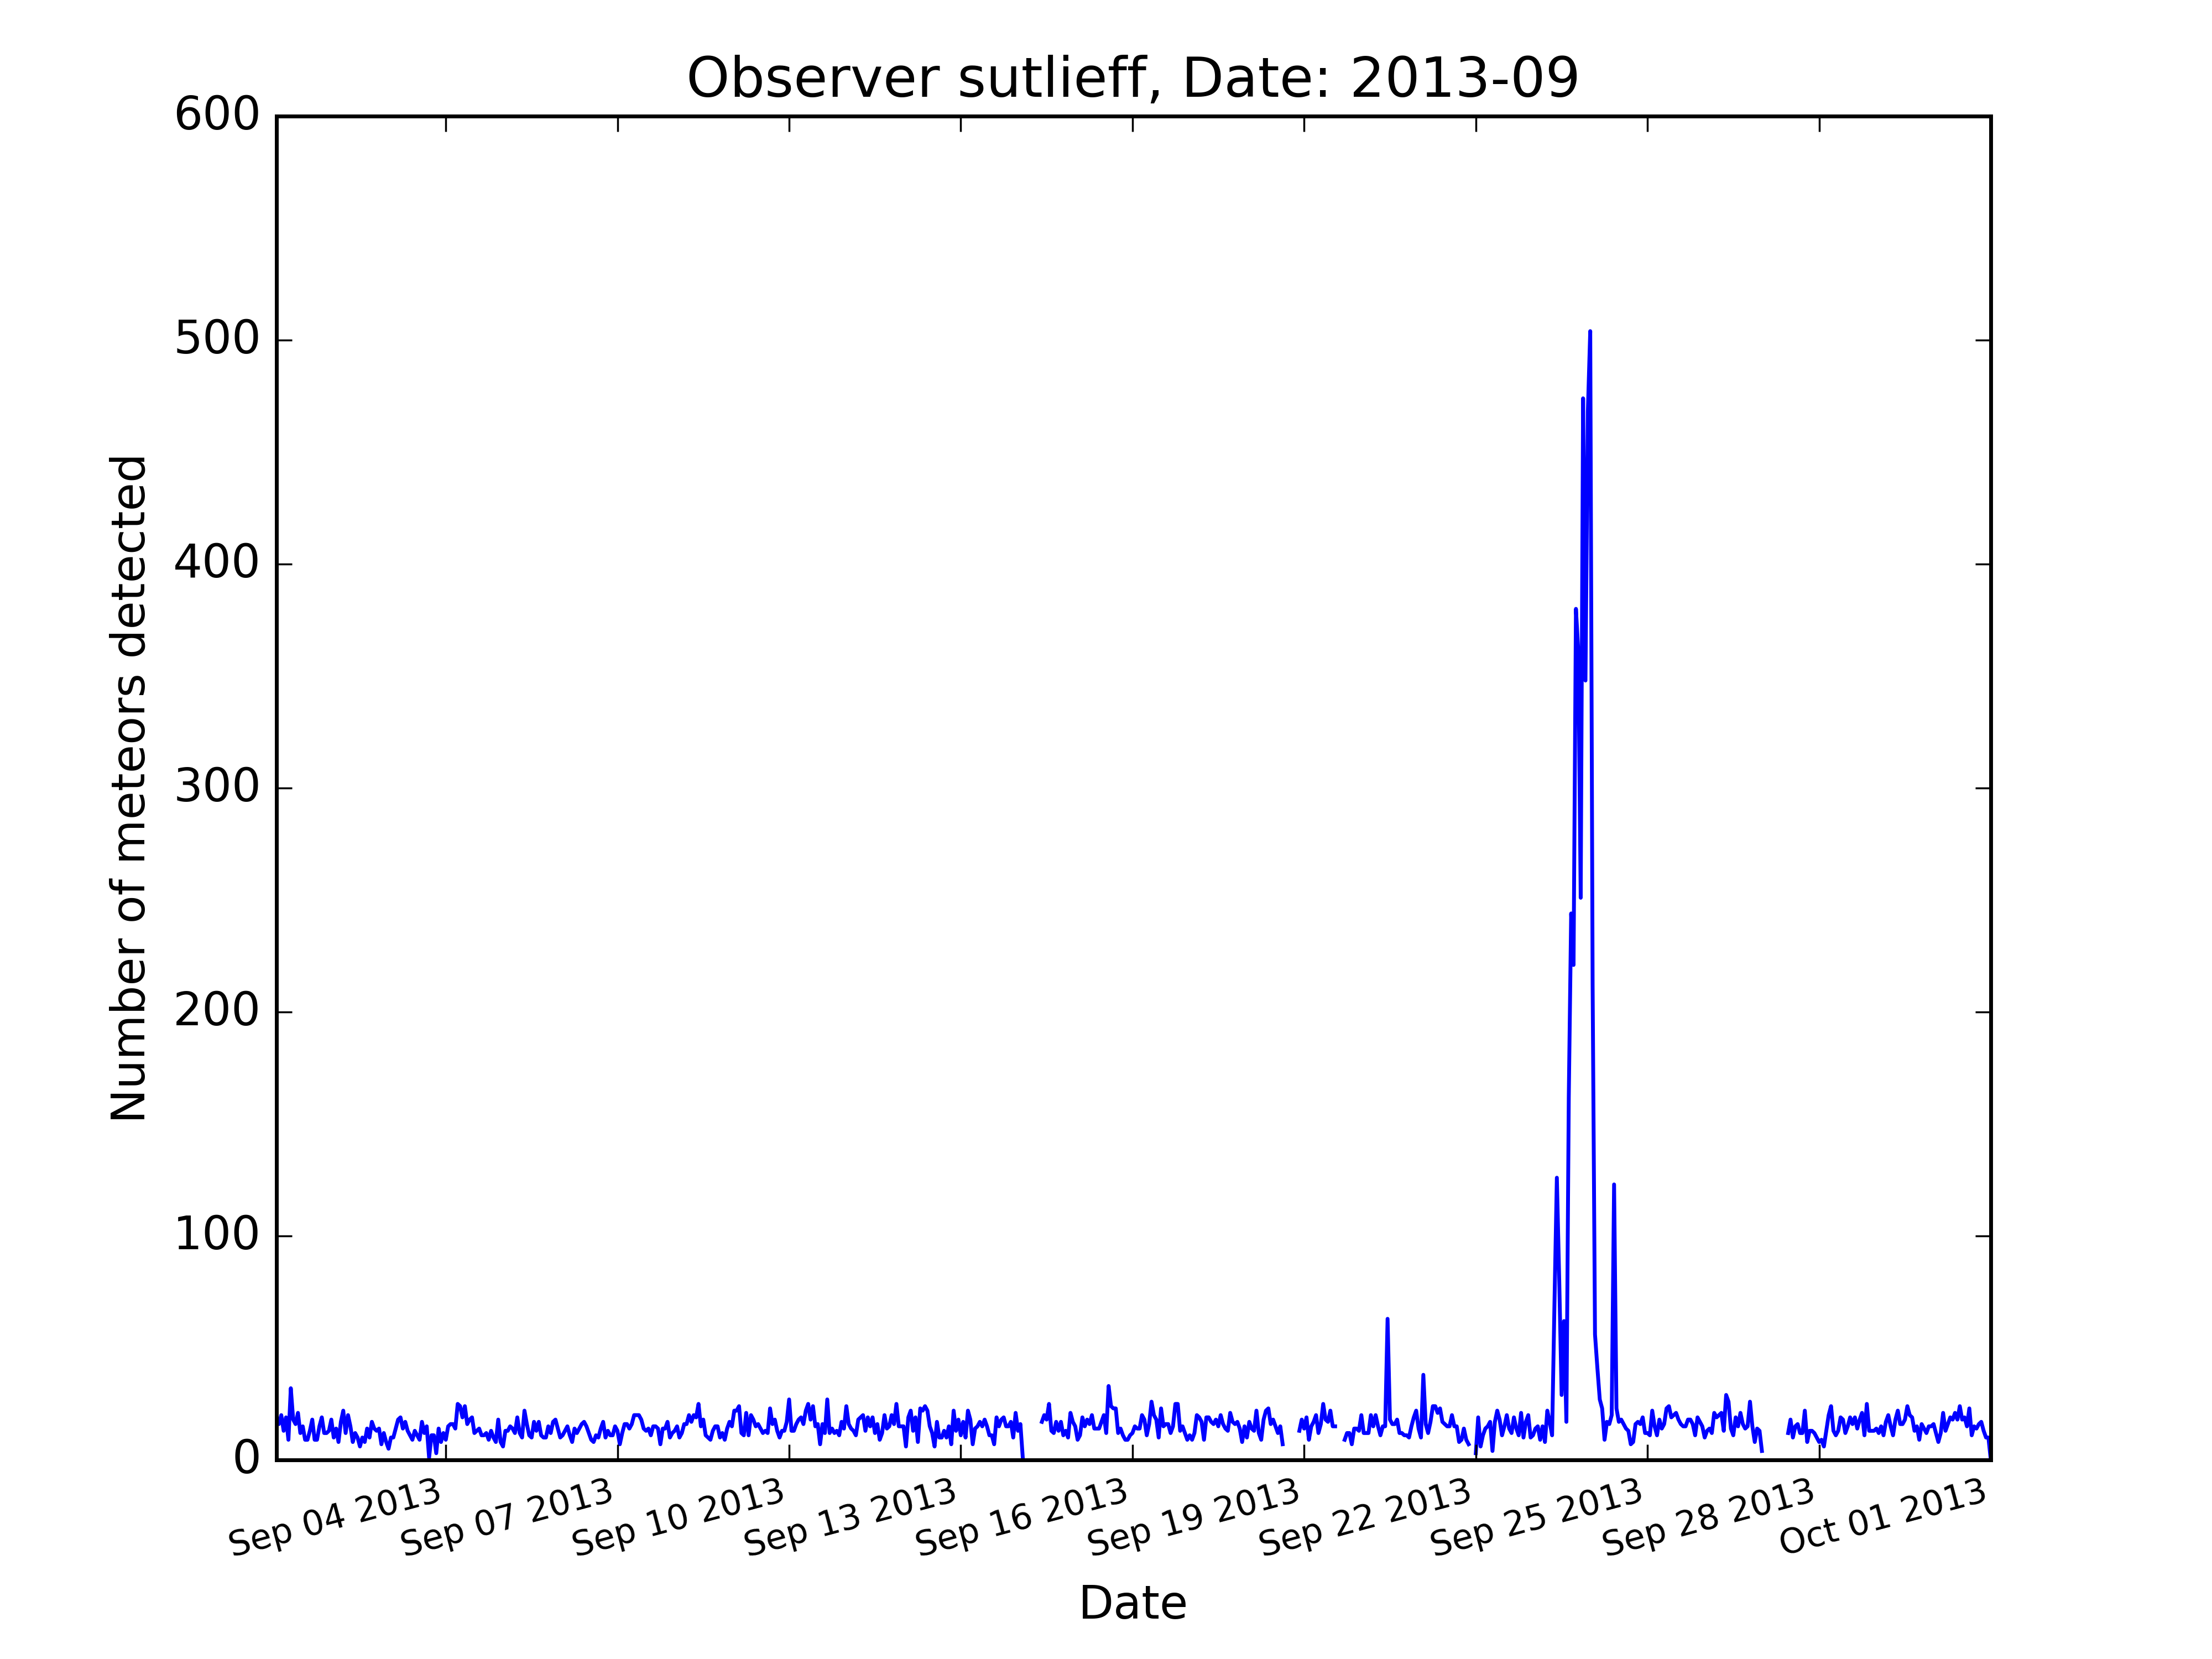 Observer sutlieff, Date: 2013-09
600
500
400
300
200
100
0
Number of meteors detected
Sep 04 2013
Sep 07 2013
Sep 10 2013
Sep 13 2013
Sep 16 2013
Sep 19 2013
Sep 22 2013
Sep 25 2013
Sep 28 2013
Oct 01 2013
Date